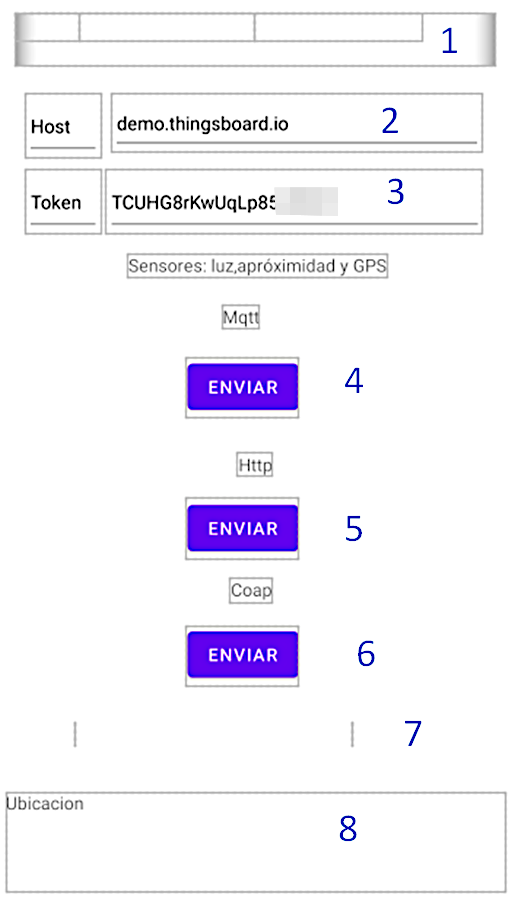 1
Host demo.thingsboard.io 2
Token TCUHG8rKwUqLp85 3
Sensores: luz,apróximidad y GPS
Mqtt
ENVIAR 4
Http
ENVIAR 5
Coap
ENVIAR 6
7
Ubicacion
8